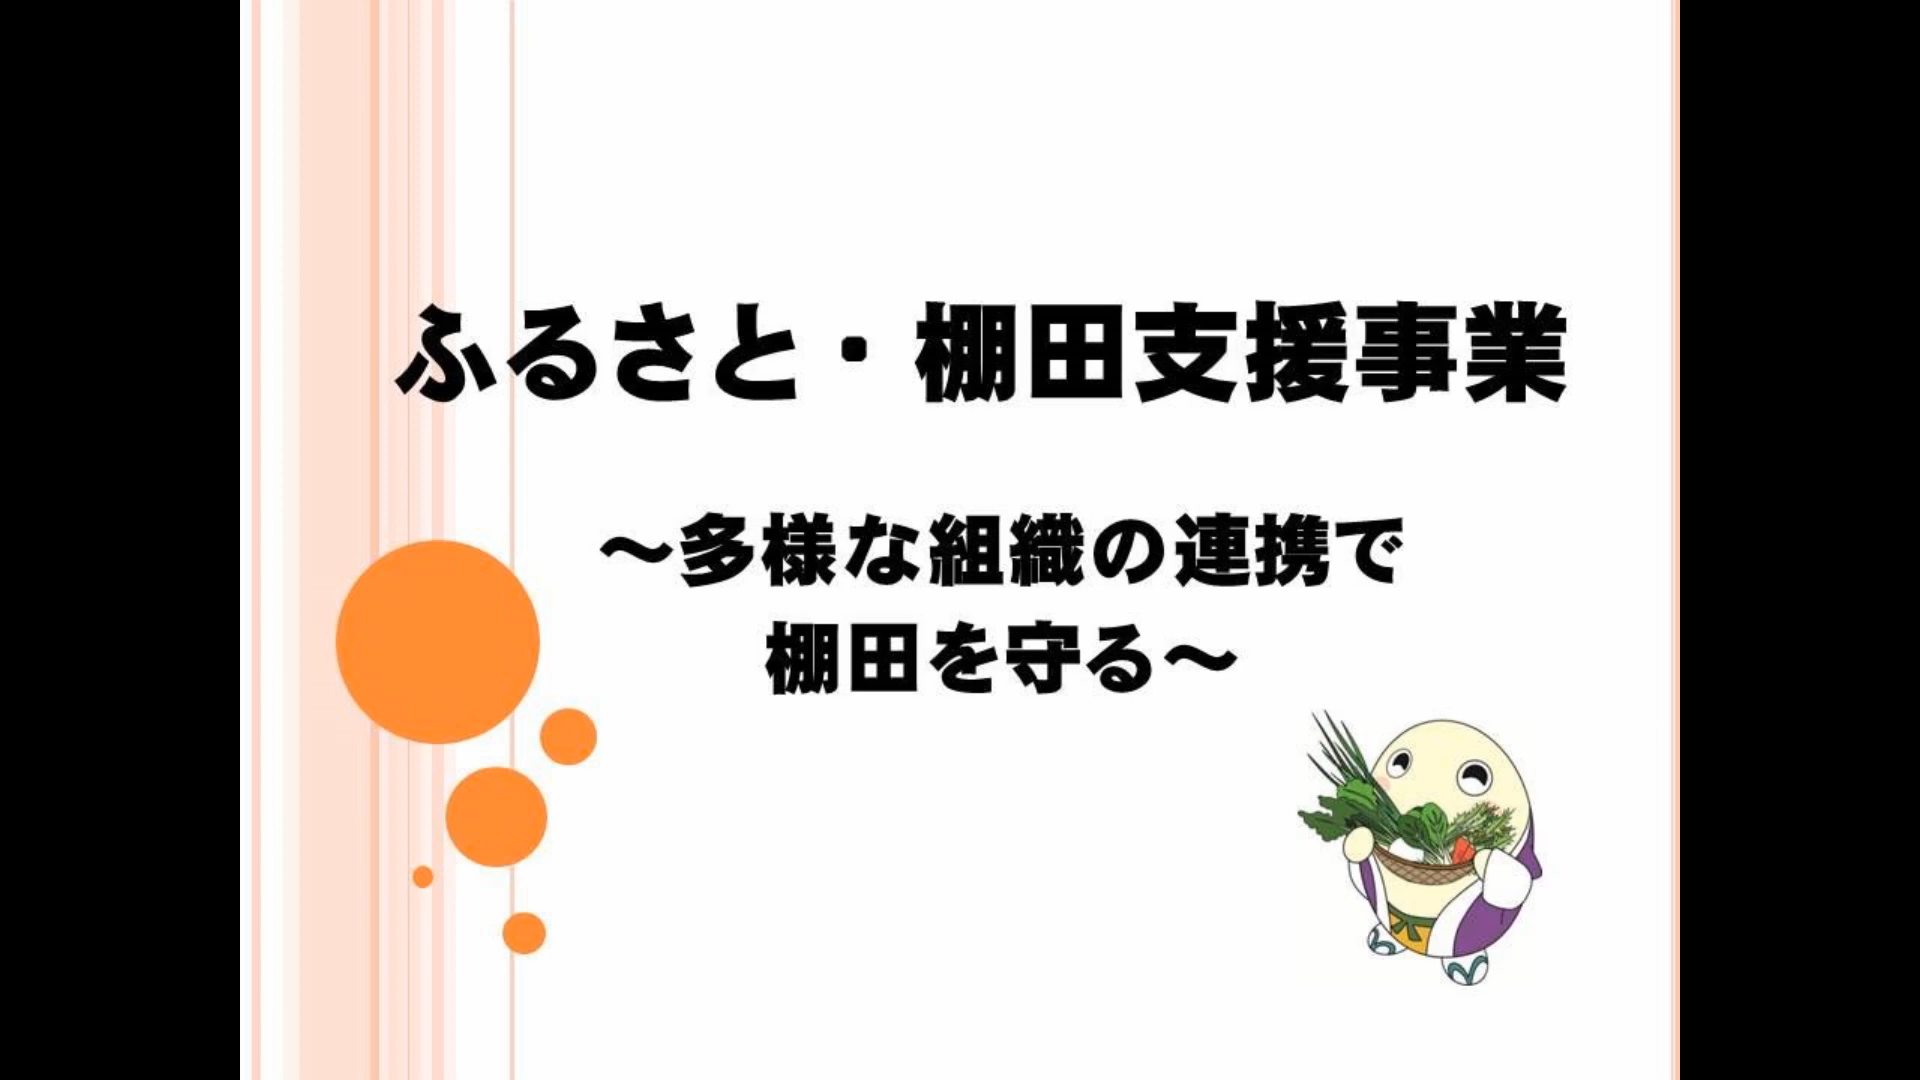 ふるさと・棚田支援事業
～多様な組織の連携で
棚田を守る～